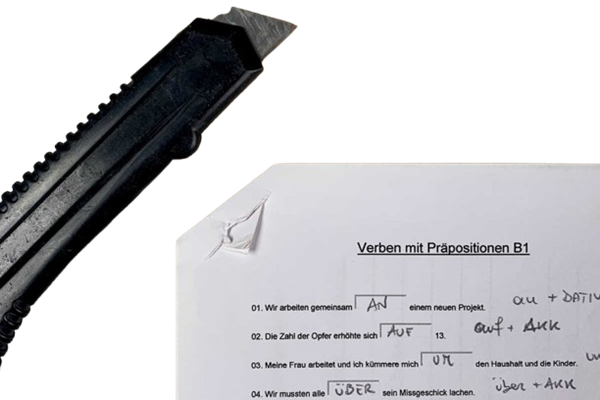 Verben mit Präpositionen B1
01. Wir arbeiten gemeinsam AN einem neuen Projekt. an + DATIV
02. Die Zahl der Opfer erhöhte sich AUF 13. auf + AKK
03. Meine Frau arbeitet und ich kümmere mich UM den Haushalt und die Kinder.
04. Wir mussten alle ÜBER sein Missgeschick lachen. über + AKK